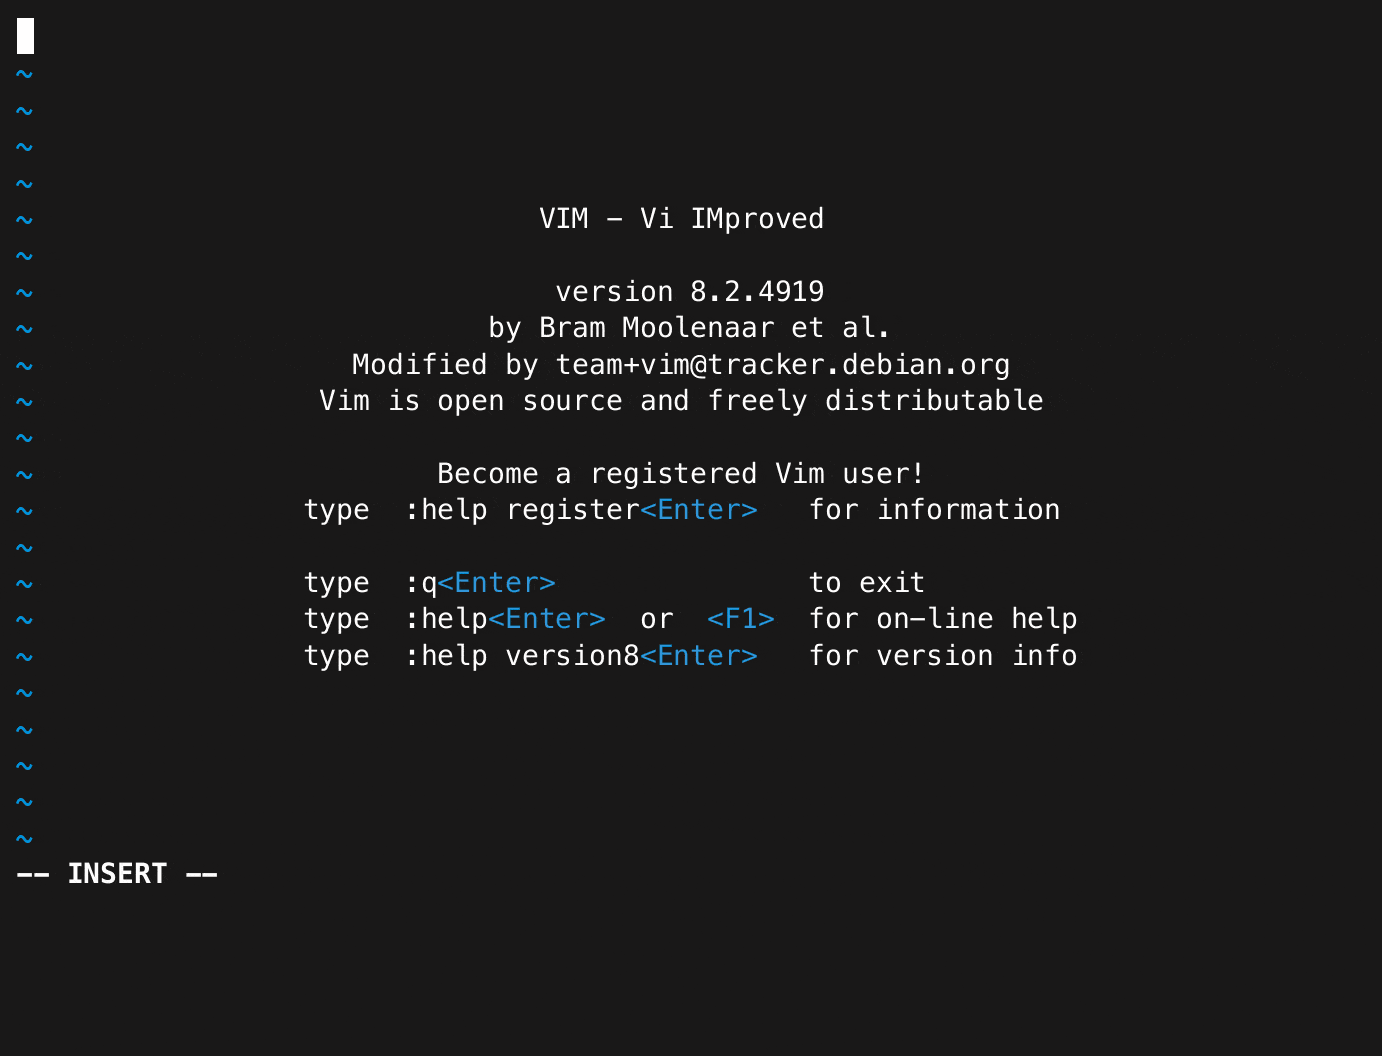 ~
~
~
~
~ VIM - Vi IMproved
~
~ version 8.2.4919
~ by Bram Moolenaar et al.
~ Modified by team+vim@tracker.debian.org
~ Vim is open source and freely distributable
~
~ Become a registered Vim user!
~ type  :help register<Enter>   for information
~
~ type  :q<Enter>               to exit
~ type  :help<Enter>  or  <F1>  for on-line help
~ type  :help version8<Enter>   for version info
~
~
~
~
~
-- INSERT --